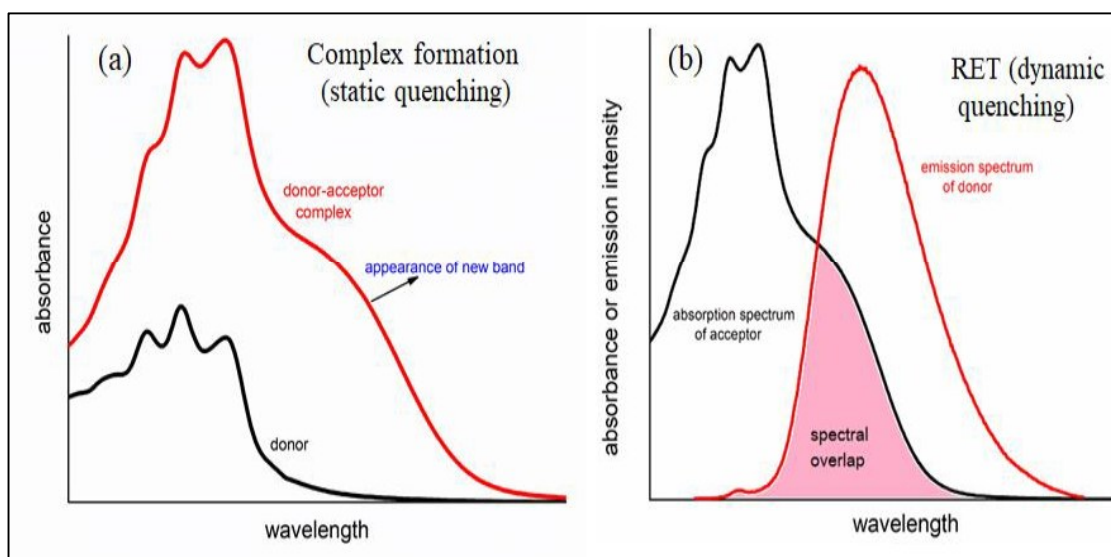 (a)
Complex formation
(static quenching)
donor-acceptor
complex
appearance of new band
donor
absorbance
wavelength
(b)
RET (dynamic
quenching)
emission spectrum
of donor
absorption spectrum
of acceptor
spectral
overlap
absorbance or emission intensity
wavelength